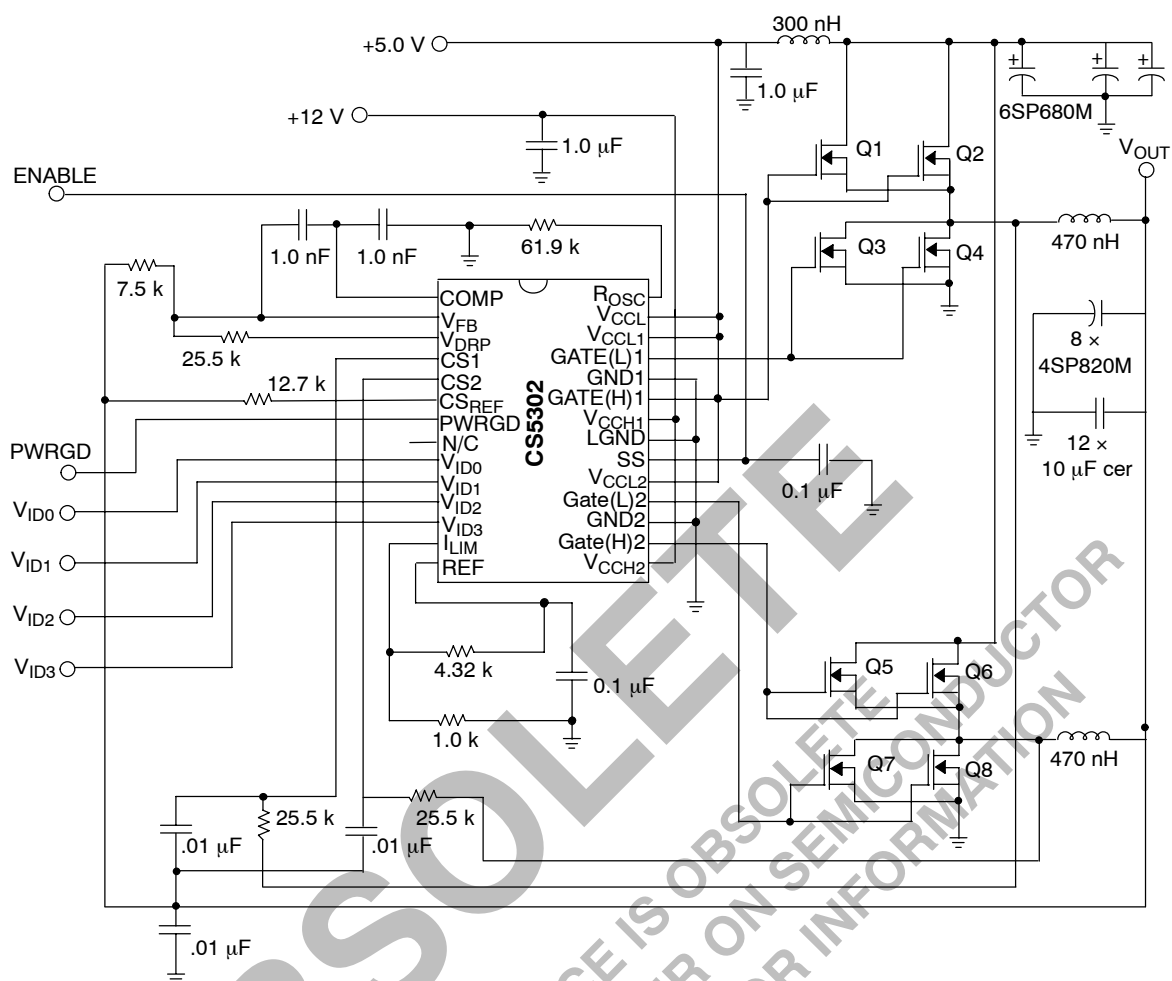 300 nH
+5.0 V
1.0 μF
6SP680M
+12 V
1.0 μF
Q1
Q2
VOUT
ENABLE
1.0 nF
1.0 nF
61.9 k
470 nH
Q3
Q4
7.5 k
COMP
ROSC
VFB
VCCL
VDRP
VCCL1
25.5 k
CS1
GATE(L)1
8 ×
4SP820M
CS2
GND1
12.7 k
CSREF
GATE(H)1
PWRGD
VCCH1
CS5302
N/C
LGND
12 ×
10 μF cer
PWRGD
VID0
SS
VID1
VCCL2
0.1 μF
VID0
VID2
Gate(L)2
VID3
GND2
ILIM
Gate(H)2
VID1
REF
VCCH2
VID2
VID3
4.32 k
0.1 μF
Q5
Q6
1.0 k
470 nH
Q7
Q8
25.5 k
25.5 k
.01 μF
.01 μF
.01 μF
+
+
+
OBSOLETE
CE IS OBSOLETE
ER ON SEMICONDUCTOR
OR INFORMATION